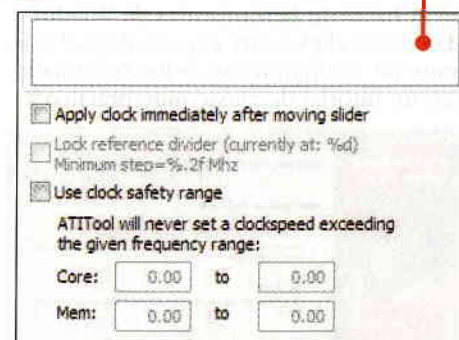 Apply clock immediately after moving slider
Lock reference divider (currently at: %d)
Minimum step=%.2f Mhz
Use clock safety range
ATITool will never set a clockspeed exceeding
the given frequency range:
Core: 0.00 to 0.00
Mem: 0.00 to 0.00